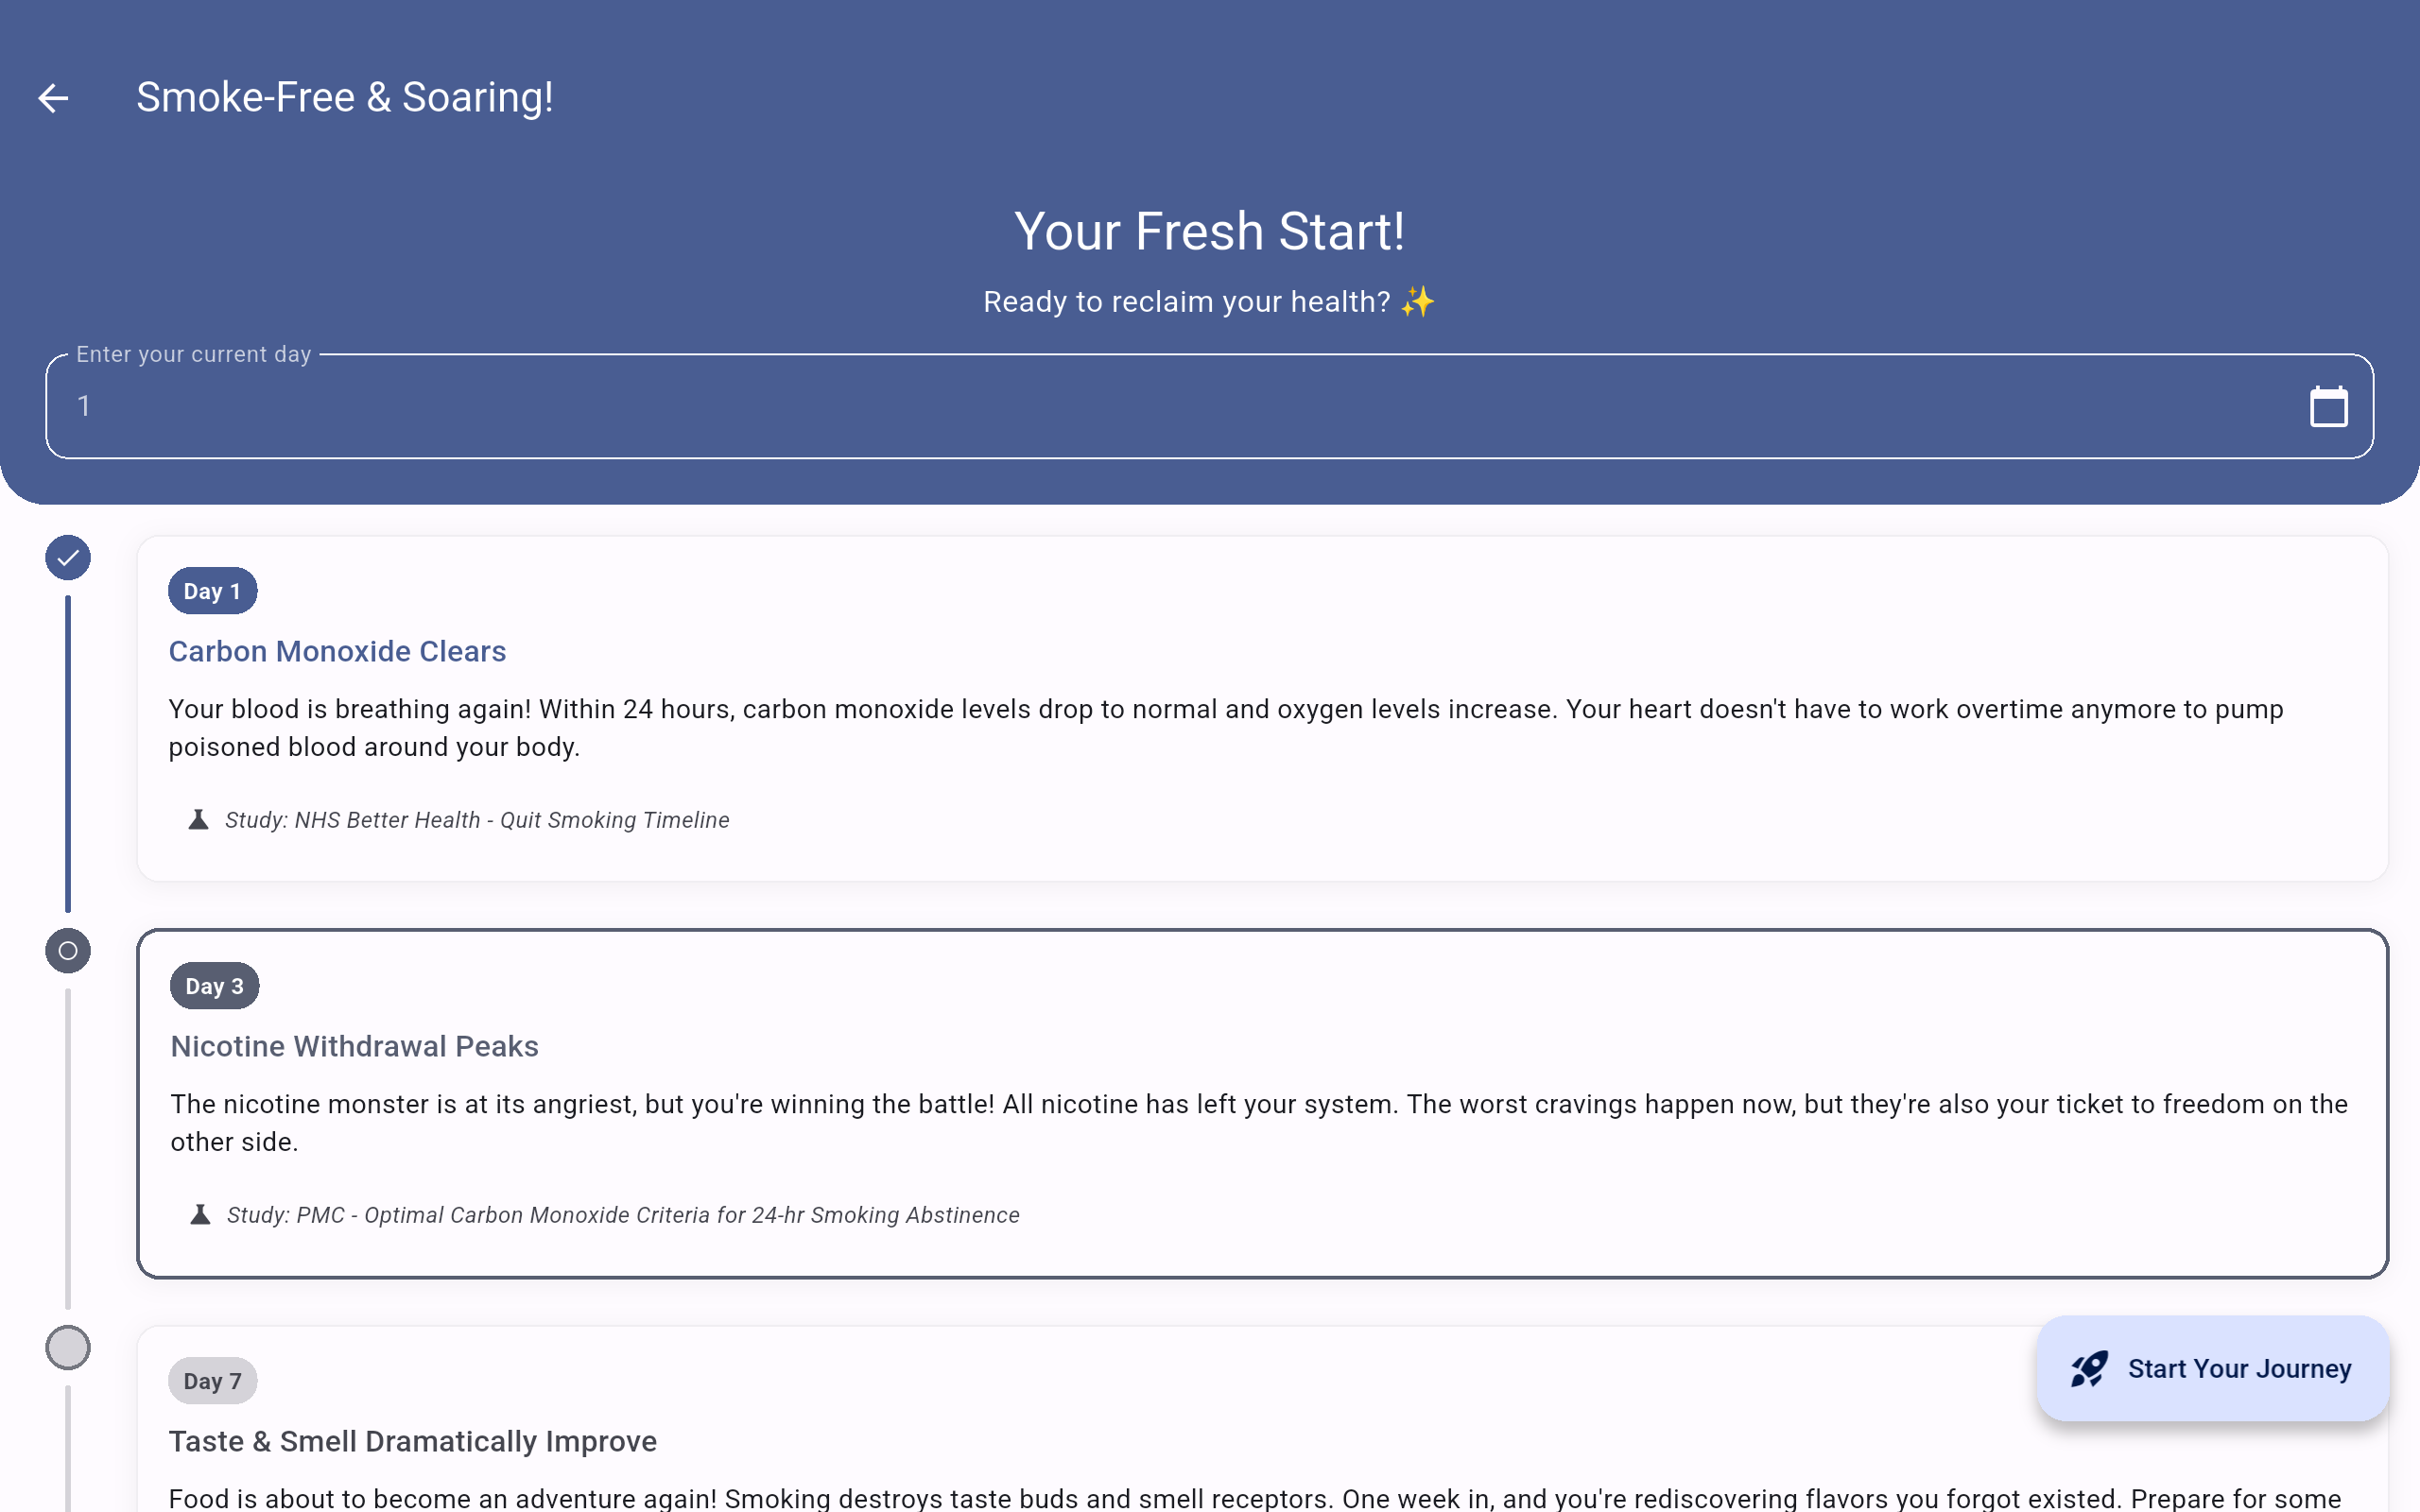 Smoke-Free & Soaring!
Your Fresh Start!
Ready to reclaim your health? ✨
Enter your current day
1
Day 1
Carbon Monoxide Clears
Your blood is breathing again! Within 24 hours, carbon monoxide levels drop to normal and oxygen levels increase. Your heart doesn't have to work overtime anymore to pump
poisoned blood around your body.
Study: NHS Better Health - Quit Smoking Timeline
Day 3
Nicotine Withdrawal Peaks
The nicotine monster is at its angriest, but you're winning the battle! All nicotine has left your system. The worst cravings happen now, but they're also your ticket to freedom on the
other side.
Study: PMC - Optimal Carbon Monoxide Criteria for 24-hr Smoking Abstinence
Day 7
Start Your Journey
Taste & Smell Dramatically Improve
Food is about to become an adventure again! Smoking destroys taste buds and smell receptors. One week in, and you're rediscovering flavors you forgot existed. Prepare for some